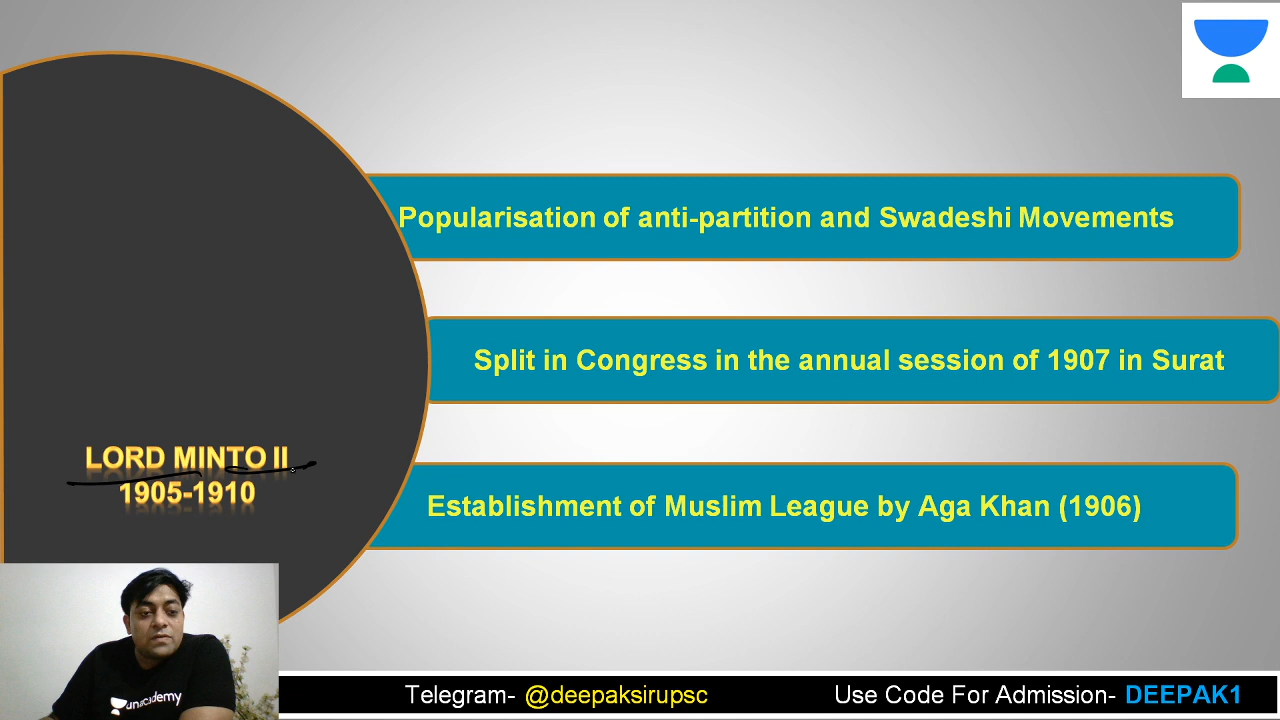 Popularisation of anti-partition and Swadeshi Movements
Split in Congress in the annual session of 1907 in Surat
LORD MINTO II
1905-1910
Establishment of Muslim League by Aga Khan (1906)
unacademy
Telegram- @deepaksirupsc
Use Code For Admission- DEEPAK1